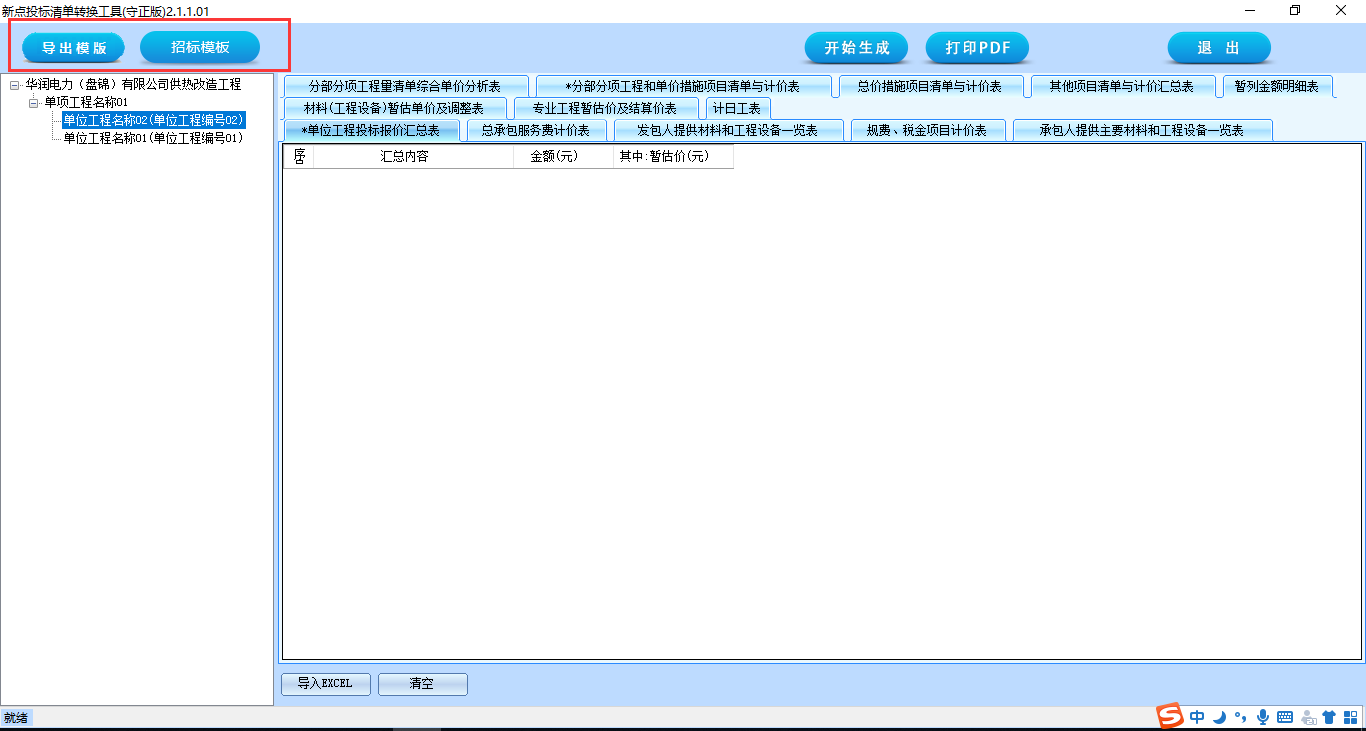 新点投标清单转换工具(守正版)2.1.1.01
导出模版 招标模板 开始生成 打印PDF 退 出
华润电力（盘锦）有限公司供热改造工程
单项工程名称01
单位工程名称02(单位工程编号02)
单位工程名称01(单位工程编号01)
分部分项工程量清单综合单价分析表 *分部分项工程和单价措施项目清单与计价表 总价措施项目清单与计价表 其他项目清单与计价汇总表 暂列金额明细表
材料(工程设备)暂估单价及调整表 专业工程暂估价及结算价表 计日工表
*单位工程投标报价汇总表 总承包服务费计价表 发包人提供材料和工程设备一览表 规费、税金项目计价表 承包人提供主要材料和工程设备一览表
序 汇总内容 金额(元) 其中:暂估价(元)
导入EXCEL 清空
就绪 中